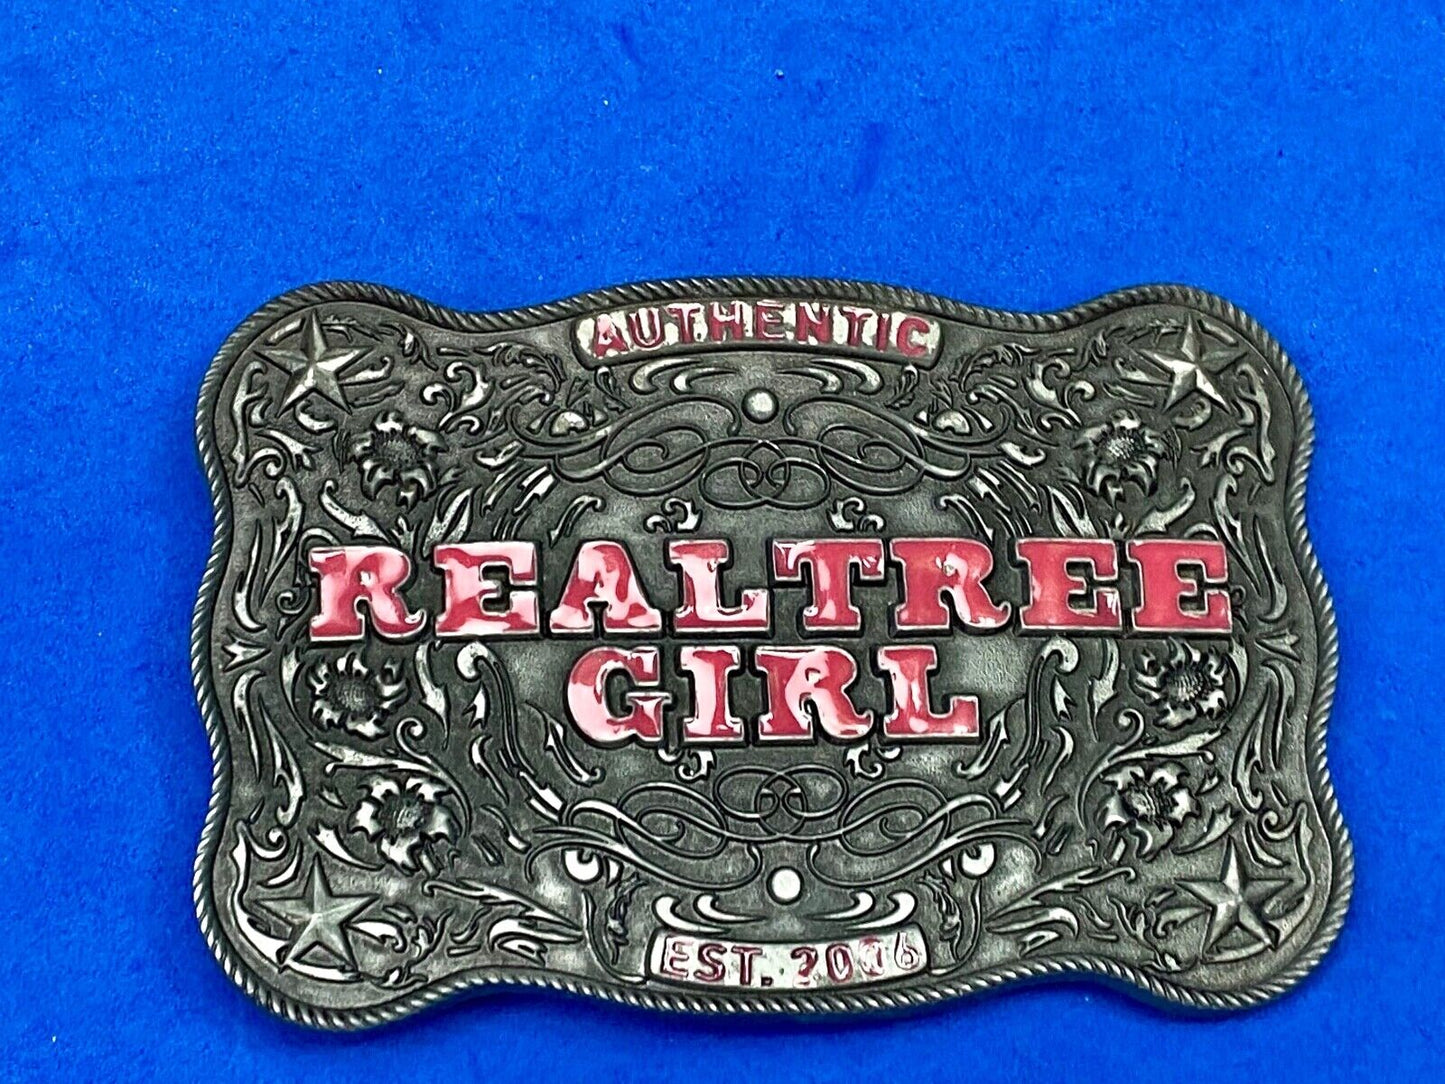 AUTHENTIC
REALTREE
GIRL
EST. 2006